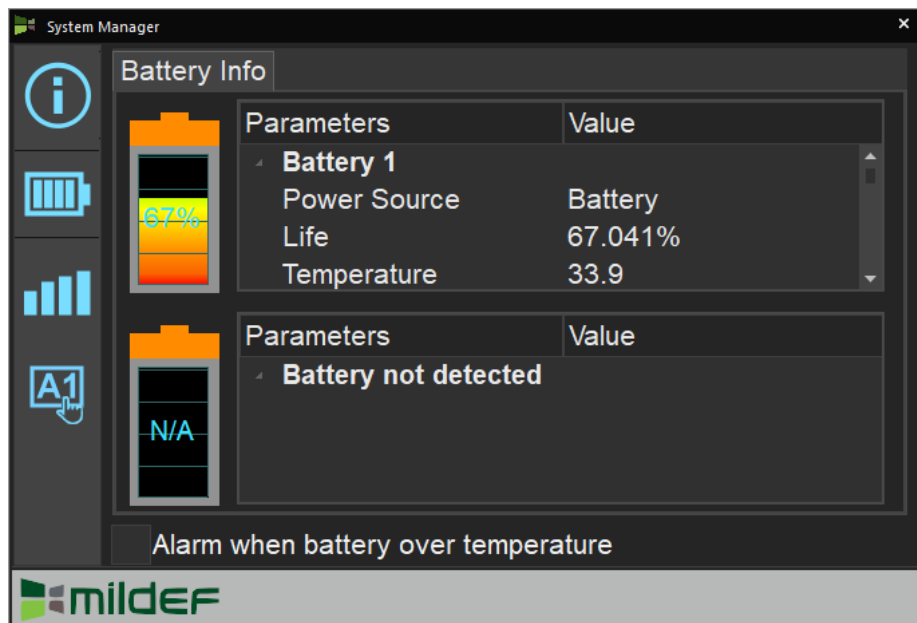 System Manager
Battery Info
Parameters Value
Battery 1
Power Source Battery
Life 67.041%
Temperature 33.9
67%
Parameters Value
Battery not detected
N/A
A1
Alarm when battery over temperature
mildef